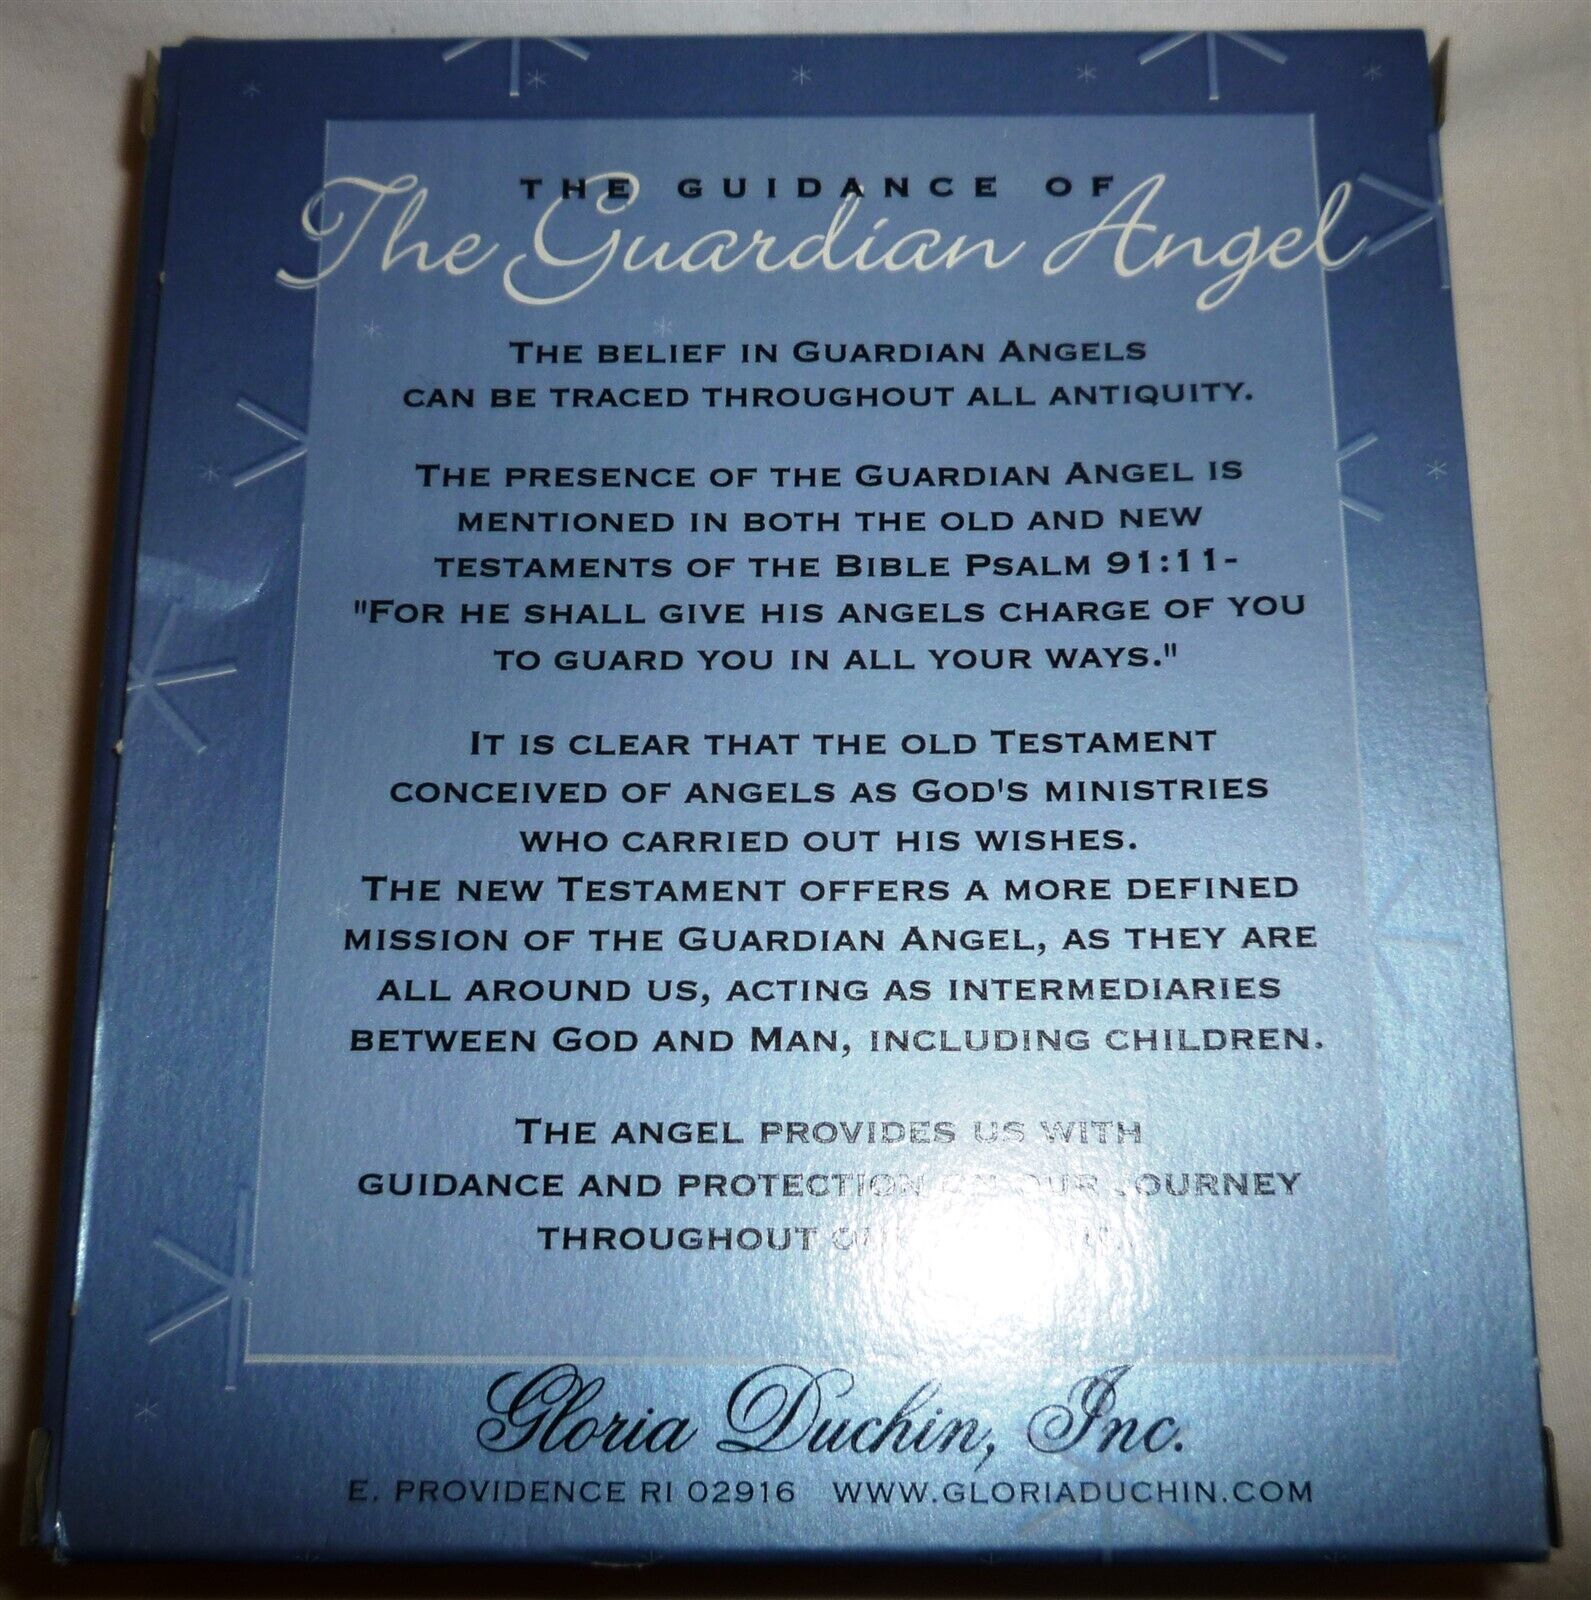 THE GUIDANCE OF
The Guardian Angel
THE BELIEF IN GUARDIAN ANGELS
CAN BE TRACED THROUGHOUT ALL ANTIQUITY.
THE PRESENCE OF THE GUARDIAN ANGEL IS
MENTIONED IN BOTH THE OLD AND NEW
TESTAMENTS OF THE BIBLE PSALM 91:11-
"FOR HE SHALL GIVE HIS ANGELS CHARGE OF YOU
TO GUARD YOU IN ALL YOUR WAYS."
IT IS CLEAR THAT THE OLD TESTAMENT
CONCEIVED OF ANGELS AS GOD'S MINISTRIES
WHO CARRIED OUT HIS WISHES.
THE NEW TESTAMENT OFFERS A MORE DEFINED
MISSION OF THE GUARDIAN ANGEL, AS THEY ARE
ALL AROUND US, ACTING AS INTERMEDIARIES
BETWEEN GOD AND MAN, INCLUDING CHILDREN.
THE ANGEL PROVIDES US WITH
GUIDANCE AND PROTECTION ON OUR JOURNEY
THROUGHOUT OUR
Gloria Duchin, Inc.
E. PROVIDENCE RI 02916 WWW.GLORIADUCHIN.COM